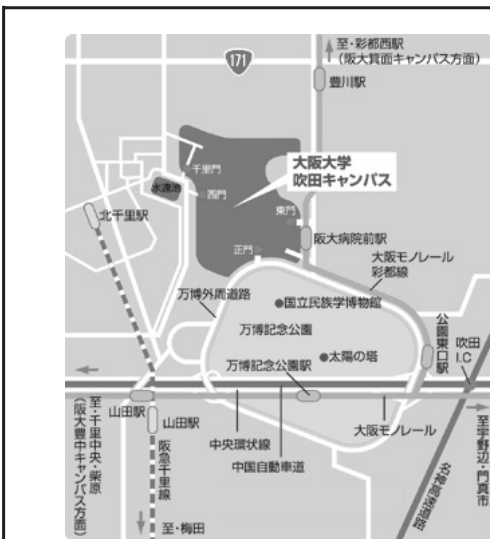 至・彩都西駅
(阪大箕面キャンパス方面)
171
豊川駅
千里門
大阪大学
吹田キャンパス
水遠池
西門
北千里駅
東門
阪大病院前駅
正門
大阪モノレール
彩都線
万博外周道路
国立民族学博物館
万博記念公園
公園東口駅
吹田
I.C
太陽の塔
万博記念公園駅
山田駅
山田駅
中央環状線
大阪モノレール
中国自動車道
至・千里中央・柴原
(阪大豊中キャンパス方面)
阪急千里線
至・宇野辺・門真市
名神高速道路
至・梅田